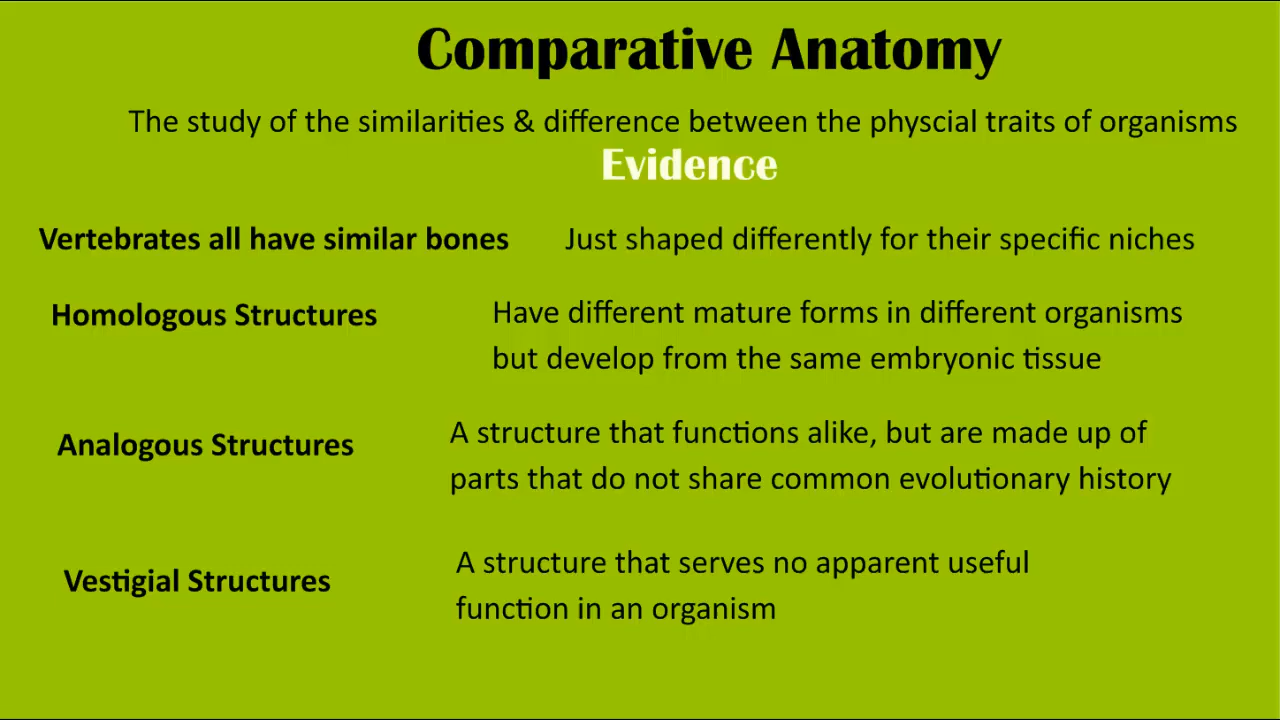 Comparative Anatomy
The study of the similarities & difference between the physcial traits of organisms
Evidence
Vertebrates all have similar bones Just shaped differently for their specific niches
Homologous Structures
Have different mature forms in different organisms
but develop from the same embryonic tissue
Analogous Structures
A structure that functions alike, but are made up of
parts that do not share common evolutionary history
Vestigial Structures
A structure that serves no apparent useful
function in an organism